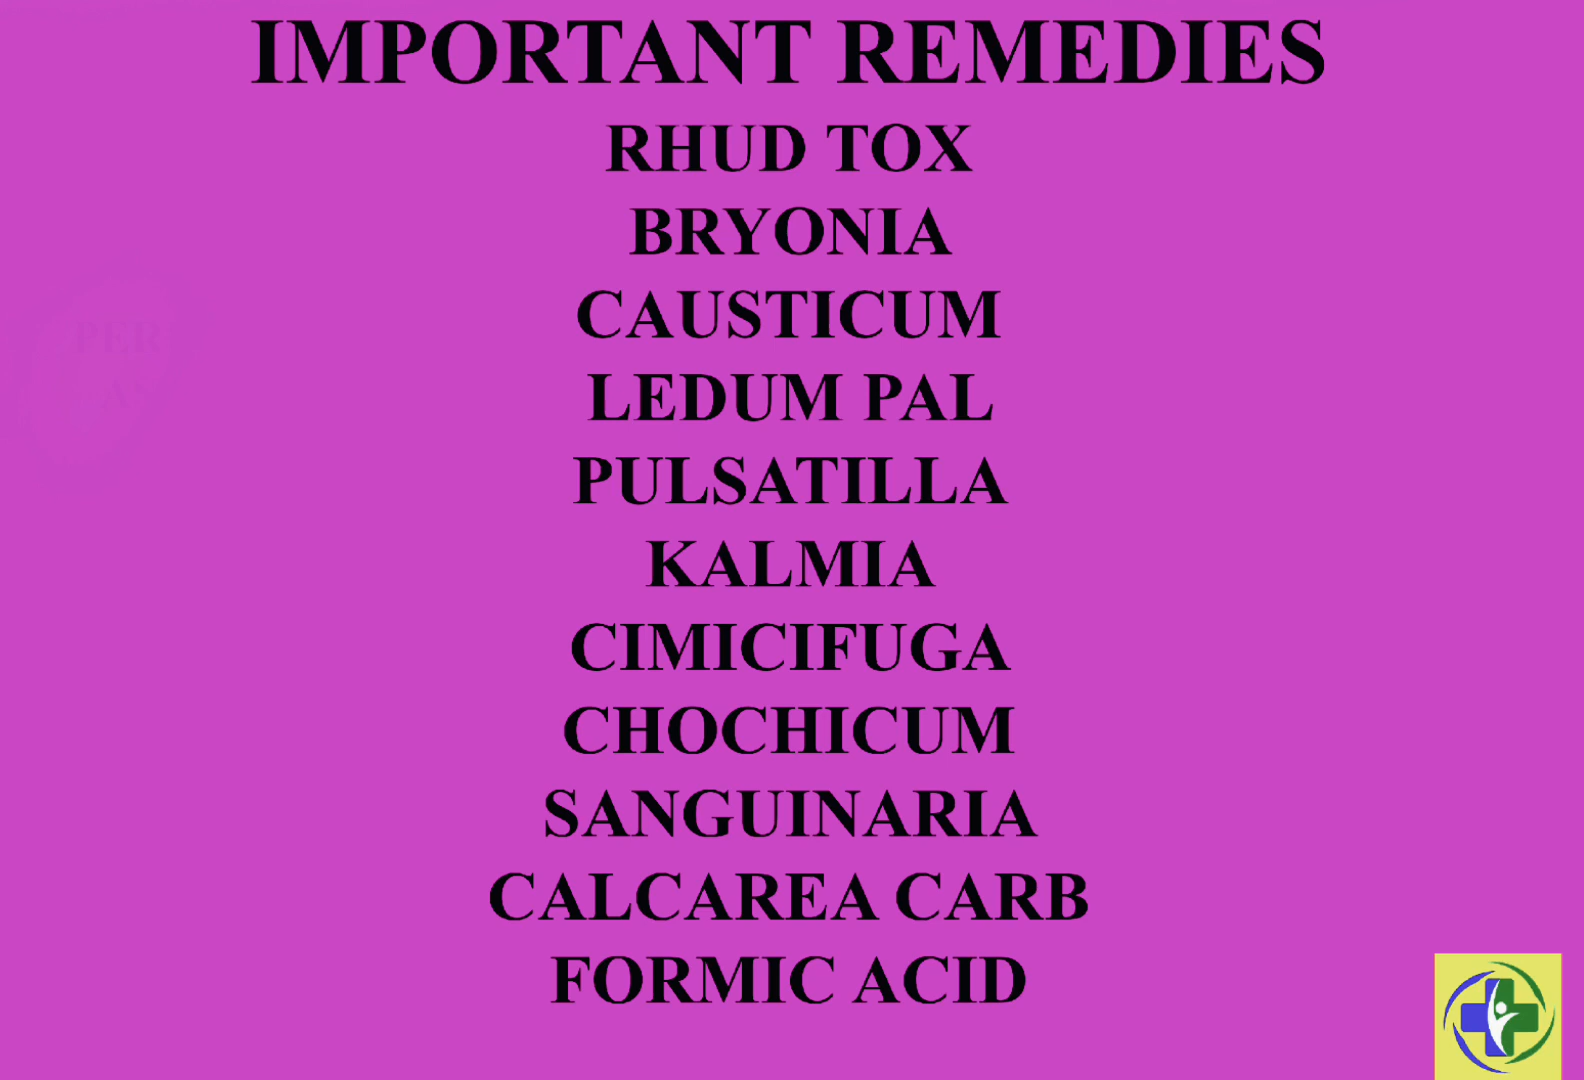 IMPORTANT REMEDIES
RHUD TOX
BRYONIA
CAUSTICUM
LEDUM PAL
PULSATILLA
KALMIA
CIMICIFUGA
CHOCHICUM
SANGUINARIA
CALCAREA CARB
FORMIC ACID